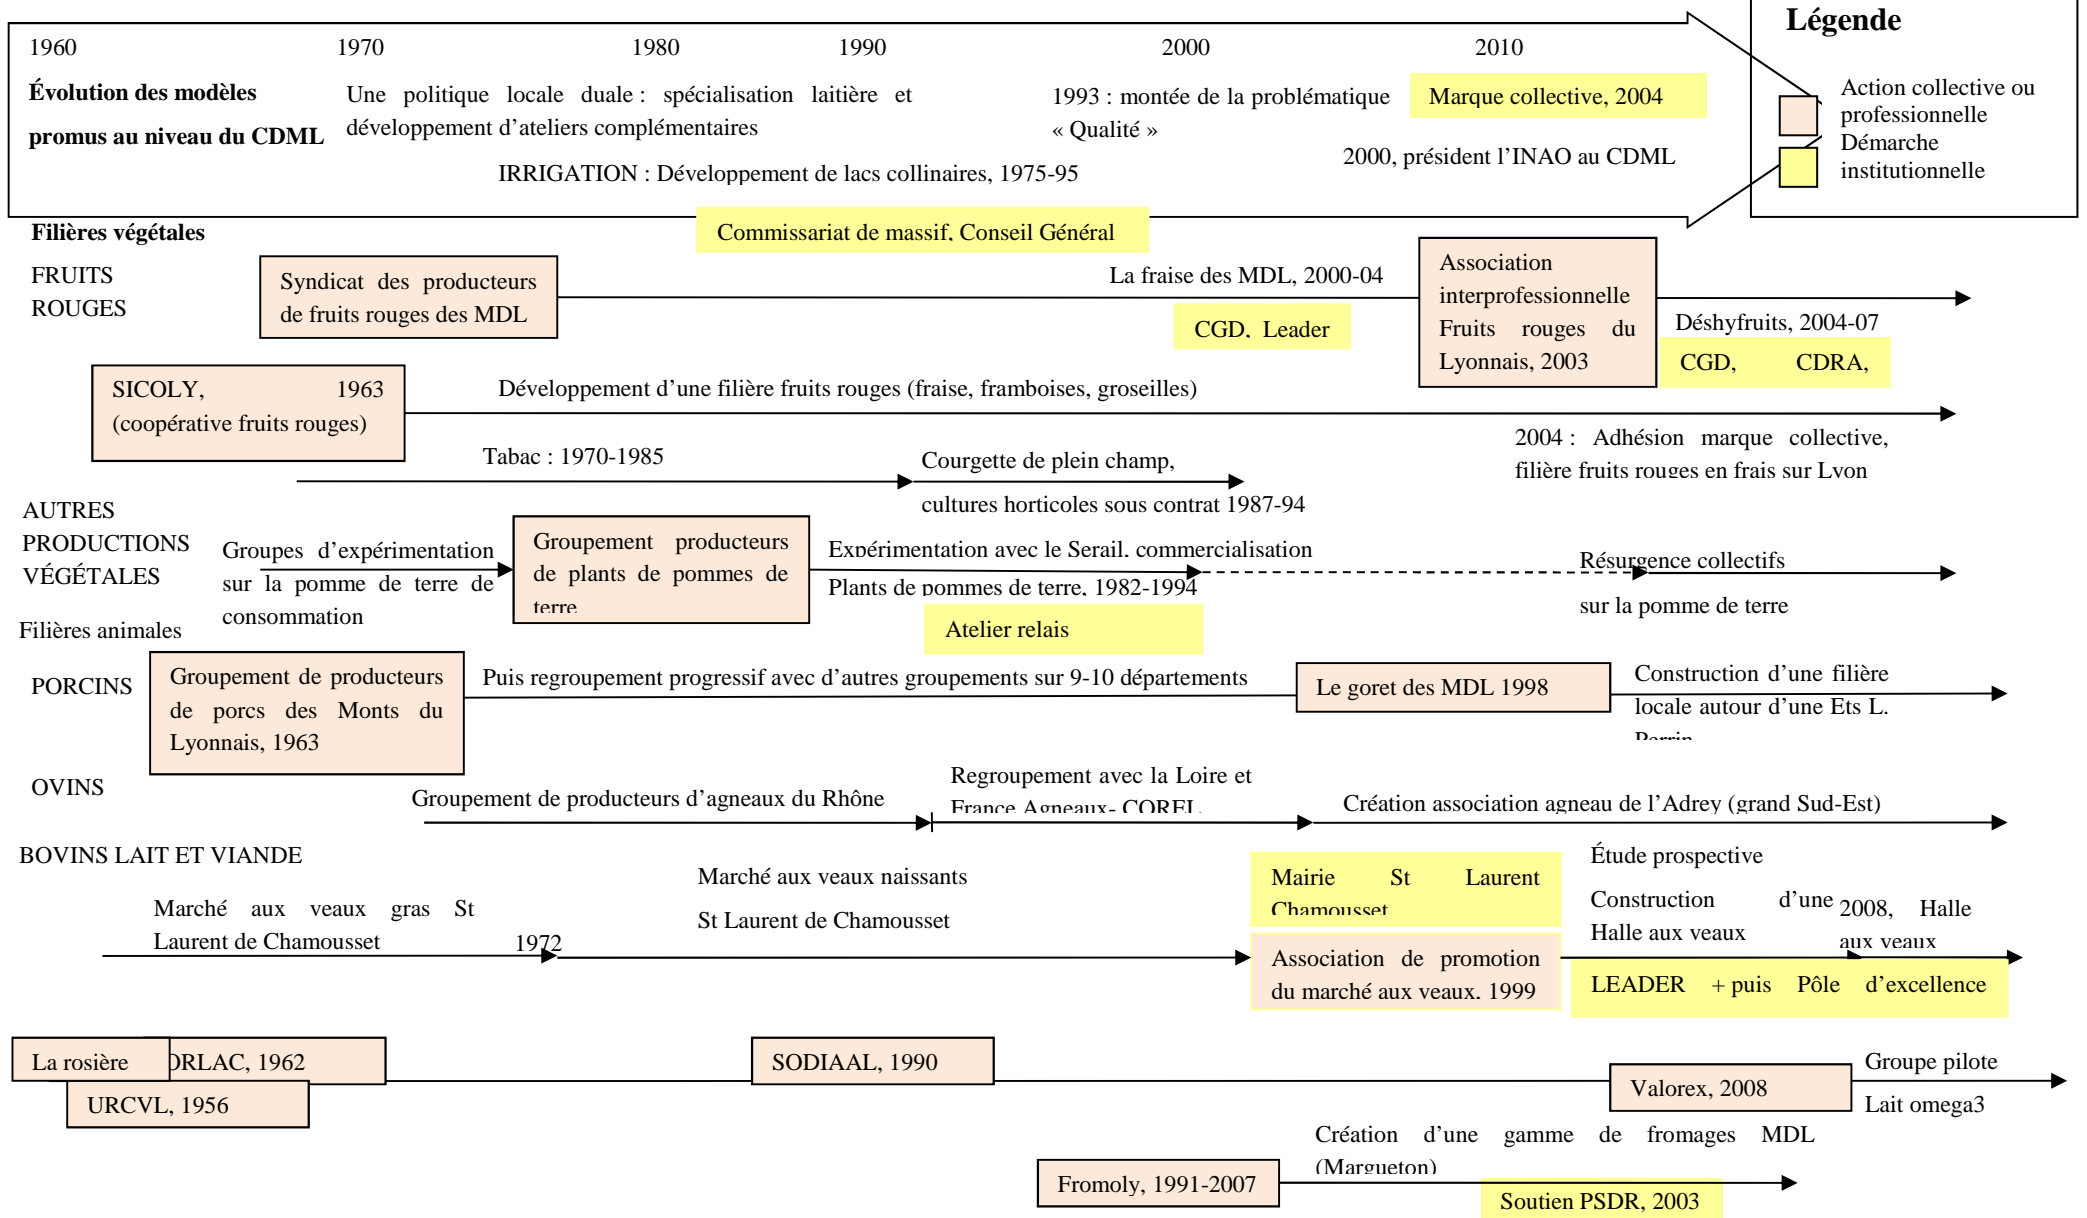 Légende
1960 1970 1980 1990 2000 2010
Action collective ou
professionnelle
Démarche
institutionnelle
Évolution des modèles
promus au niveau du CDML
Une politique locale duale : spécialisation laitière et
développement d'ateliers complémentaires
1993 : montée de la problématique
« Qualité »
Marque collective, 2004
2000, président l'INAO au CDML
IRRIGATION : Développement de lacs collinaires, 1975-95
Filières végétales
Commissariat de massif, Conseil Général
FRUITS
ROUGES
Syndicat des producteurs
de fruits rouges des MDL
La fraise des MDL, 2000-04
CGD, Leader
Association
interprofessionnelle
Fruits rouges du
Lyonnais, 2003
Déshyfruits, 2004-07
CGD, CDRA,
SICOLY, 1963
(coopérative fruits rouges)
Développement d'une filière fruits rouges (fraise, framboises, groseilles)
2004 : Adhésion marque collective,
filière fruits rouges en frais sur Lyon
Tabac : 1970-1985
Courgette de plein champ,
cultures horticoles sous contrat 1987-94
AUTRES
PRODUCTIONS
VÉGÉTALES
Groupes d'expérimentation
sur la pomme de terre de
consommation
Groupement producteurs
de plants de pommes de
terre
Expérimentation avec le Serail, commercialisation
Plants de pommes de terre, 1982-1994
Résurgence collectifs
sur la pomme de terre
Atelier relais
Filières animales
PORCINS
Groupement de producteurs
de porcs des Monts du
Lyonnais, 1963
Puis regroupement progressif avec d'autres groupements sur 9-10 départements
Le goret des MDL 1998
Construction d'une filière
locale autour d'une Ets L.
Perrin
OVINS
Groupement de producteurs d'agneaux du Rhône
Regroupement avec la Loire et
France Agneaux- COREL
Création association agneau de l'Adrey (grand Sud-Est)
BOVINS LAIT ET VIANDE
Marché aux veaux gras St
Laurent de Chamousset
1972
Marché aux veaux naissants
St Laurent de Chamousset
Mairie St Laurent
Chamousset
Association de promotion
du marché aux veaux, 1999
Étude prospective
Construction d'une
Halle aux veaux
2008, Halle
aux veaux
LEADER + puis Pôle d'excellence
La rosière
ORLAC, 1962
URCVL, 1956
SODIAAL, 1990
Valorex, 2008
Groupe pilote
Lait omega3
Création d'une gamme de fromages MDL
(Margueton)
Fromoly, 1991-2007
Soutien PSDR, 2003